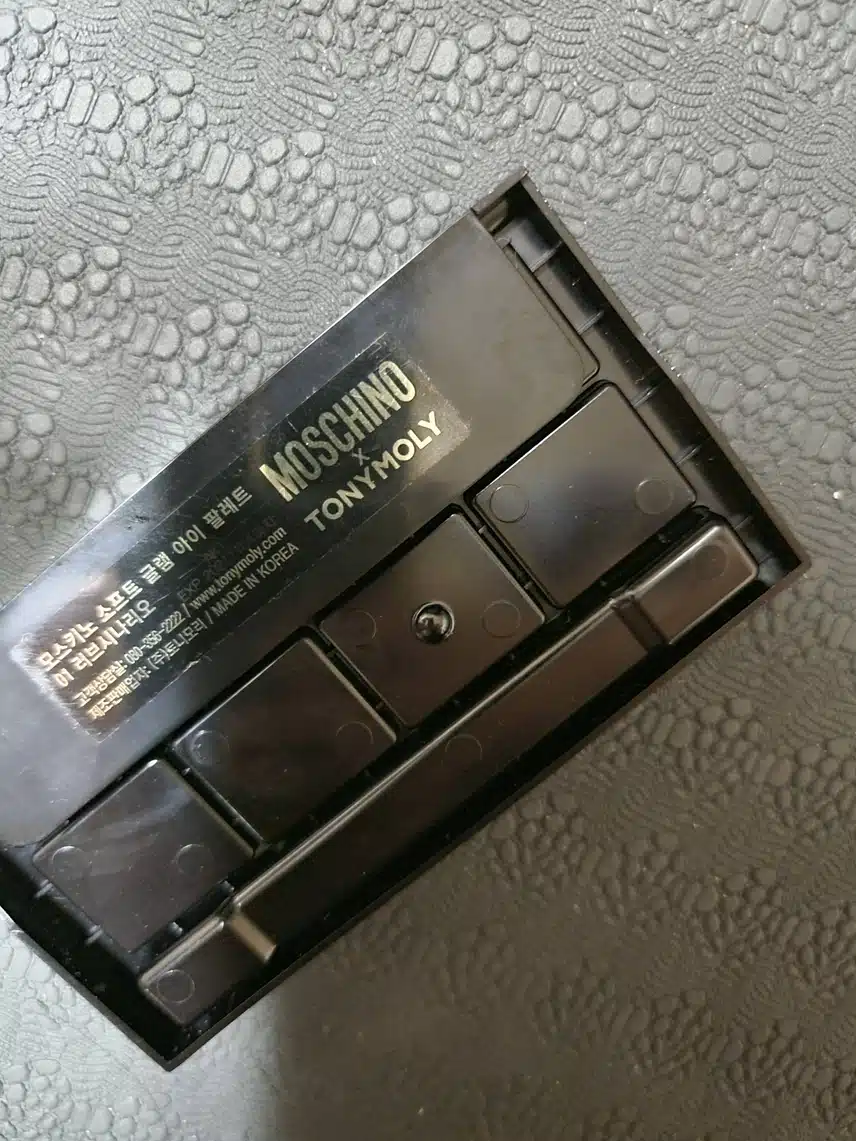 MOSCHINO
X
TONYMOLY
모스키노 소프트 글램 아이 팔레트
01 러브시나리오
EXP
고객상담실: 080-356-2222 / www.tonymoly.com
제조판매업자: (주)토니모리 / MADE IN KOREA